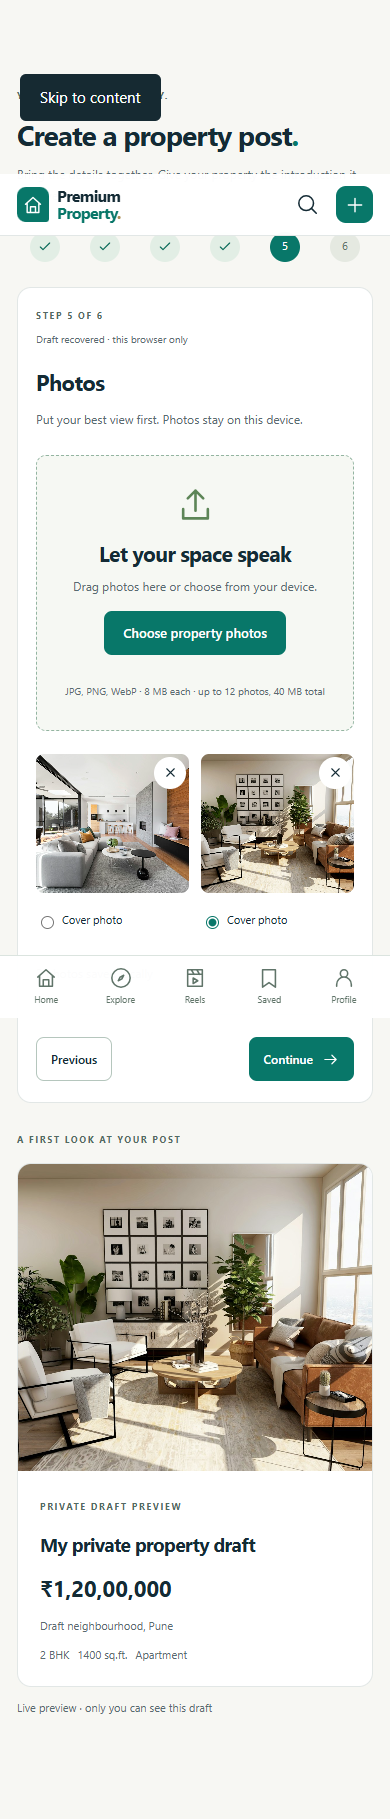 Skip to content
Create a property post.
Premium
Property.
5
6
STEP 5 OF 6
Draft recovered · this browser only
Photos
Put your best view first. Photos stay on this device.
Let your space speak
Drag photos here or choose from your device.
Choose property photos
JPG, PNG, WebP · 8 MB each · up to 12 photos, 40 MB total
Cover photo
Cover photo
Home
Explore
Reels
Saved
Profile
Previous
Continue
A FIRST LOOK AT YOUR POST
PRIVATE DRAFT PREVIEW
My private property draft
₹1,20,00,000
Draft neighbourhood, Pune
2 BHK 1400 sq.ft. Apartment
Live preview · only you can see this draft